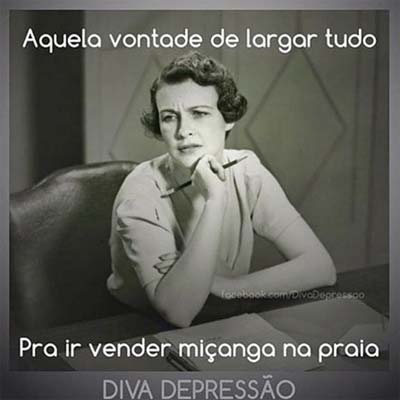 Aquela vontade de largar tudo
facebook.com/DivaDepressao
Pra ir vender miçanga na praia
DIVA DEPRESSÃO